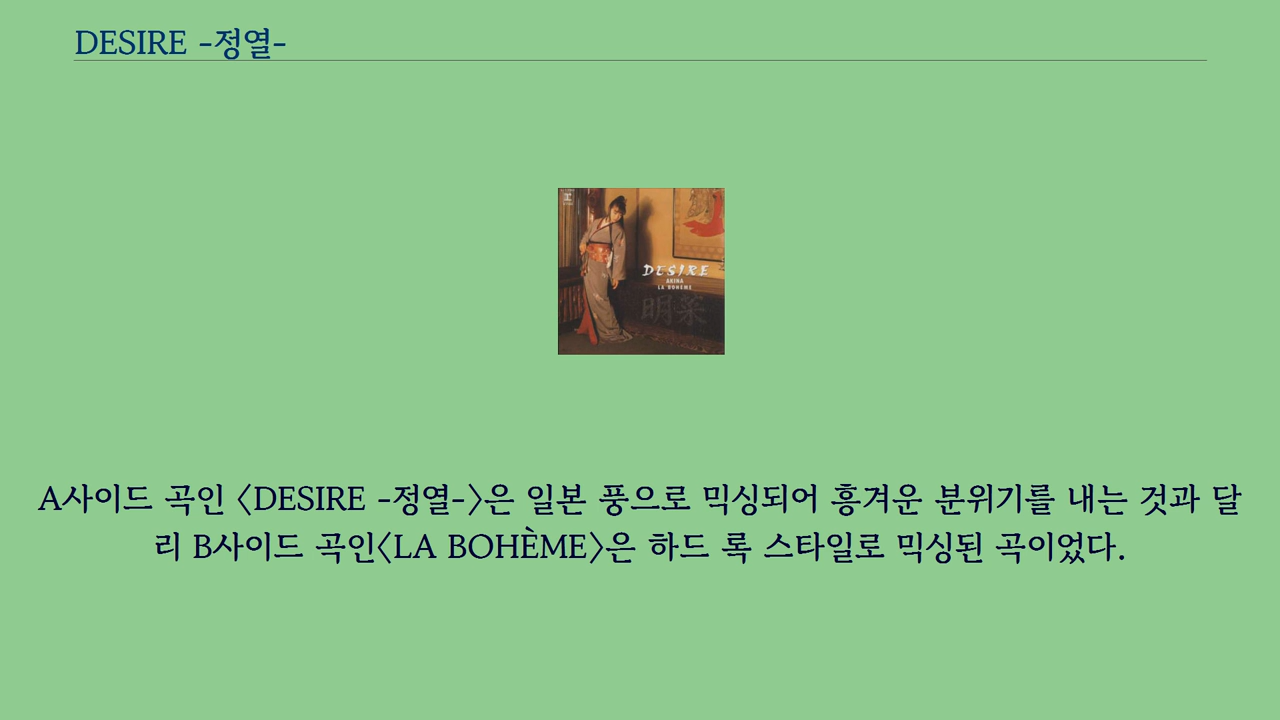 DESIRE -정열-
DESIRE
AKINA
LA BOHÈME
明菜
A사이드 곡인 〈DESIRE -정열-〉은 일본 풍으로 믹싱되어 흥겨운 분위기를 내는 것과 달
리 B사이드 곡인〈LA BOHÈME〉은 하드 록 스타일로 믹싱된 곡이었다.